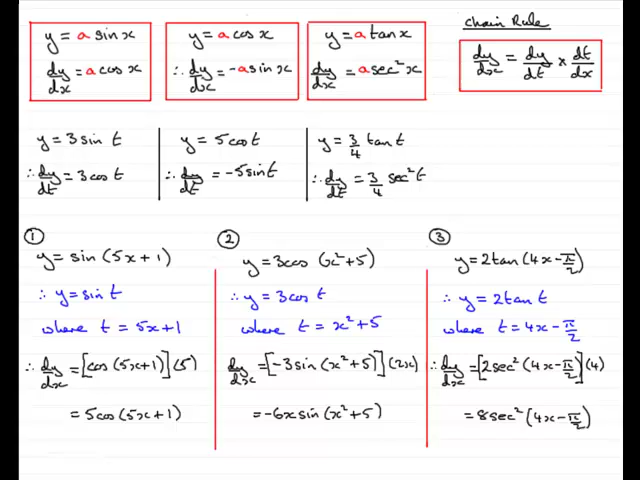 y = a sin x
dy/dx = a cos x
y = a cos x
∴ dy/dx = -a sin x
y = a tan x
dy/dx = a sec² x
Chain Rule
dy/dx = dy/dt × dt/dx
y = 3 sin t
∴ dy/dt = 3 cos t
y = 5 cos t
∴ dy/dt = -5 sin t
y = 3/4 tan t
∴ dy/dt = 3/4 sec² t
①
y = sin (5x + 1)
∴ y = sin t
where t = 5x + 1
∴ dy/dx = [cos (5x + 1)] (5)
= 5 cos (5x + 1)
②
y = 3 cos (x² + 5)
∴ y = 3 cos t
where t = x² + 5
dy/dx = [-3 sin (x² + 5)] (2x)
= -6x sin (x² + 5)
③
y = 2 tan (4x - π/2)
∴ y = 2 tan t
where t = 4x - π/2
∴ dy/dx = [2 sec² (4x - π/2)] (4)
= 8 sec² (4x - π/2)